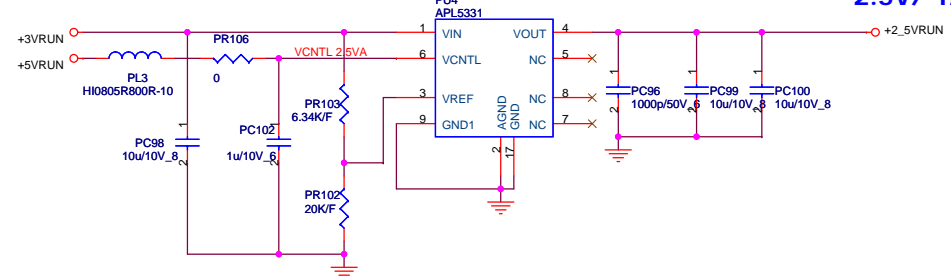 PU4
APL5331
+3VRUN
+5VRUN
PL3
HI0805R800R-10
PR106
0
VCNTL 2.5VA
PC98
10u/10V_8
1
2
PC102
1u/10V_6
1
2
PR103
6.34K/F
PR102
20K/F
1 VIN
6 VCNTL
3 VREF
9 GND1
VOUT 4
NC 5
NC 8
NC 7
AGND 2
GND 17
PC96
1000p/50V_6
1
2
PC99
10u/10V_8
1
2
PC100
10u/10V_8
1
2
+2_5VRUN